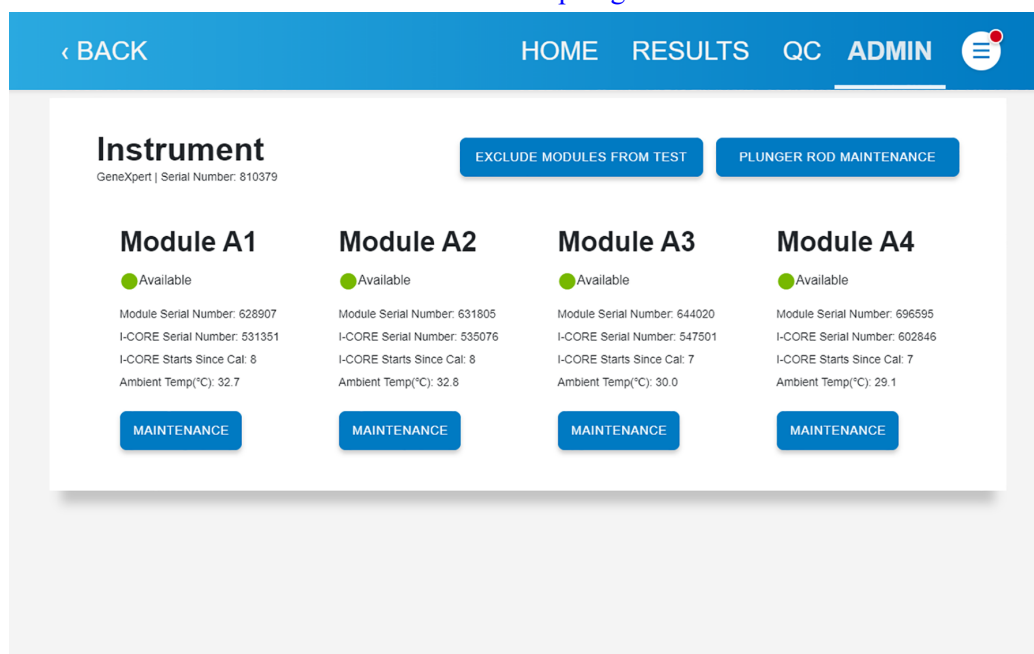 ‹ BACK HOME RESULTS QC ADMIN
Instrument
GeneXpert | Serial Number: 810379
EXCLUDE MODULES FROM TEST
PLUNGER ROD MAINTENANCE
Module A1
Available
Module Serial Number: 628907
I-CORE Serial Number: 531351
I-CORE Starts Since Cal: 8
Ambient Temp(°C): 32.7
MAINTENANCE
Module A2
Available
Module Serial Number: 631805
I-CORE Serial Number: 535076
I-CORE Starts Since Cal: 8
Ambient Temp(°C): 32.8
MAINTENANCE
Module A3
Available
Module Serial Number: 644020
I-CORE Serial Number: 547501
I-CORE Starts Since Cal: 7
Ambient Temp(°C): 30.0
MAINTENANCE
Module A4
Available
Module Serial Number: 696595
I-CORE Serial Number: 602846
I-CORE Starts Since Cal: 7
Ambient Temp(°C): 29.1
MAINTENANCE